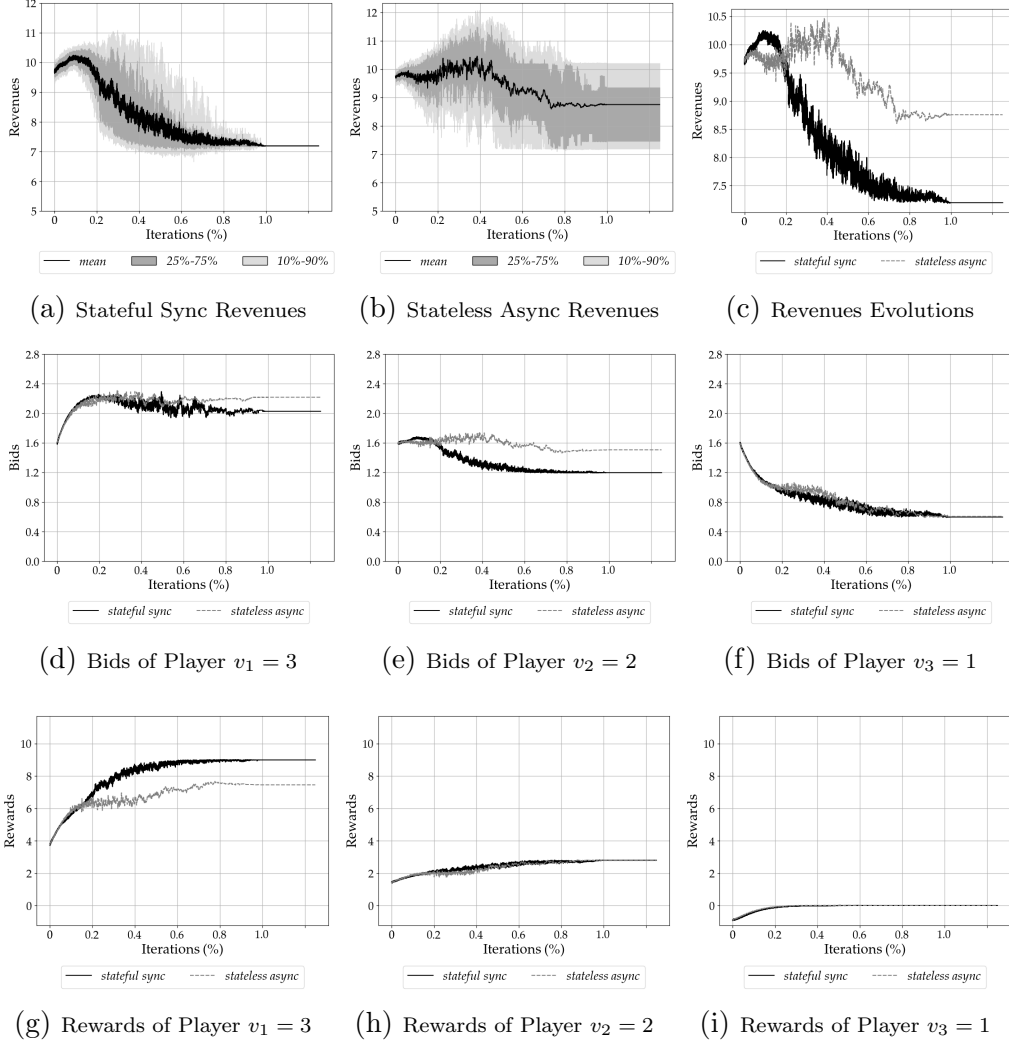 12
11
10
9
8
7
6
5
Revenues
0 0.2 0.4 0.6 0.8 1.0
Iterations (%)
mean 25%-75% 10%-90%
(a) Stateful Sync Revenues
12
11
10
9
8
7
6
5
Revenues
0 0.2 0.4 0.6 0.8 1.0
Iterations (%)
mean 25%-75% 10%-90%
(b) Stateless Async Revenues
10.5
10.0
9.5
9.0
8.5
8.0
7.5
Revenues
0 0.2 0.4 0.6 0.8 1.0
Iterations (%)
stateful sync stateless async
(c) Revenues Evolutions
2.8
2.4
2.0
1.6
1.2
0.8
0.4
0.0
Bids
0 0.2 0.4 0.6 0.8 1.0
Iterations (%)
stateful sync stateless async
(d) Bids of Player v₁ = 3
2.8
2.4
2.0
1.6
1.2
0.8
0.4
0.0
Bids
0 0.2 0.4 0.6 0.8 1.0
Iterations (%)
stateful sync stateless async
(e) Bids of Player v₂ = 2
2.8
2.4
2.0
1.6
1.2
0.8
0.4
0.0
Bids
0 0.2 0.4 0.6 0.8 1.0
Iterations (%)
stateful sync stateless async
(f) Bids of Player v₃ = 1
10
8
6
4
2
0
Rewards
0 0.2 0.4 0.6 0.8 1.0
Iterations (%)
stateful sync stateless async
(g) Rewards of Player v₁ = 3
10
8
6
4
2
0
Rewards
0 0.2 0.4 0.6 0.8 1.0
Iterations (%)
stateful sync stateless async
(h) Rewards of Player v₂ = 2
10
8
6
4
2
0
Rewards
0 0.2 0.4 0.6 0.8 1.0
Iterations (%)
stateful sync stateless async
(i) Rewards of Player v₃ = 1